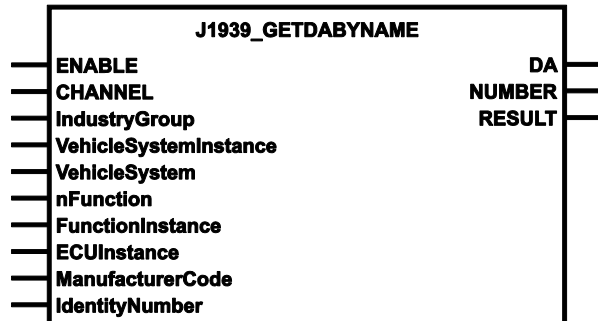 J1939_GETDABYNAME
ENABLE DA
CHANNEL NUMBER
IndustryGroup RESULT
VehicleSystemInstance
VehicleSystem
nFunction
FunctionInstance
ECUInstance
ManufacturerCode
IdentityNumber